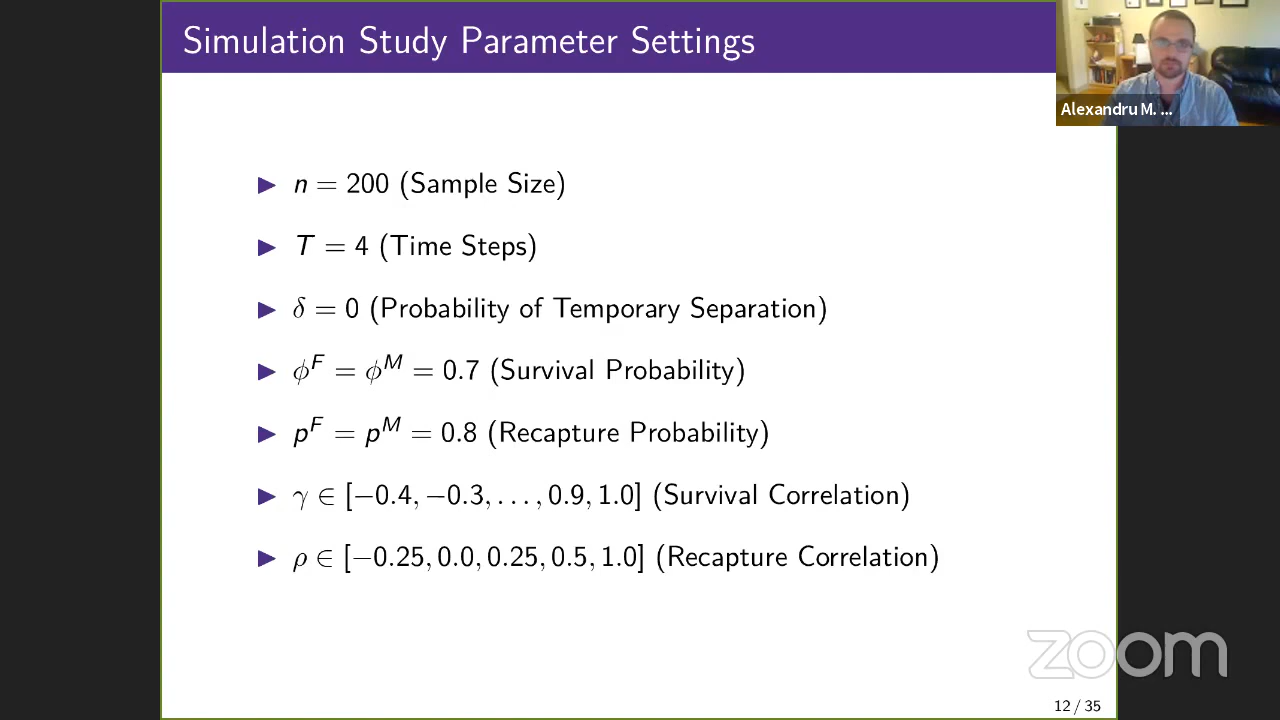 Simulation Study Parameter Settings
Alexandru M. ...
▶ n = 200 (Sample Size)
▶ T = 4 (Time Steps)
▶ δ = 0 (Probability of Temporary Separation)
▶ ϕ^F = ϕ^M = 0.7 (Survival Probability)
▶ p^F = p^M = 0.8 (Recapture Probability)
▶ γ ∈ [−0.4, −0.3, . . . , 0.9, 1.0] (Survival Correlation)
▶ ρ ∈ [−0.25, 0.0, 0.25, 0.5, 1.0] (Recapture Correlation)
zoom
12 / 35